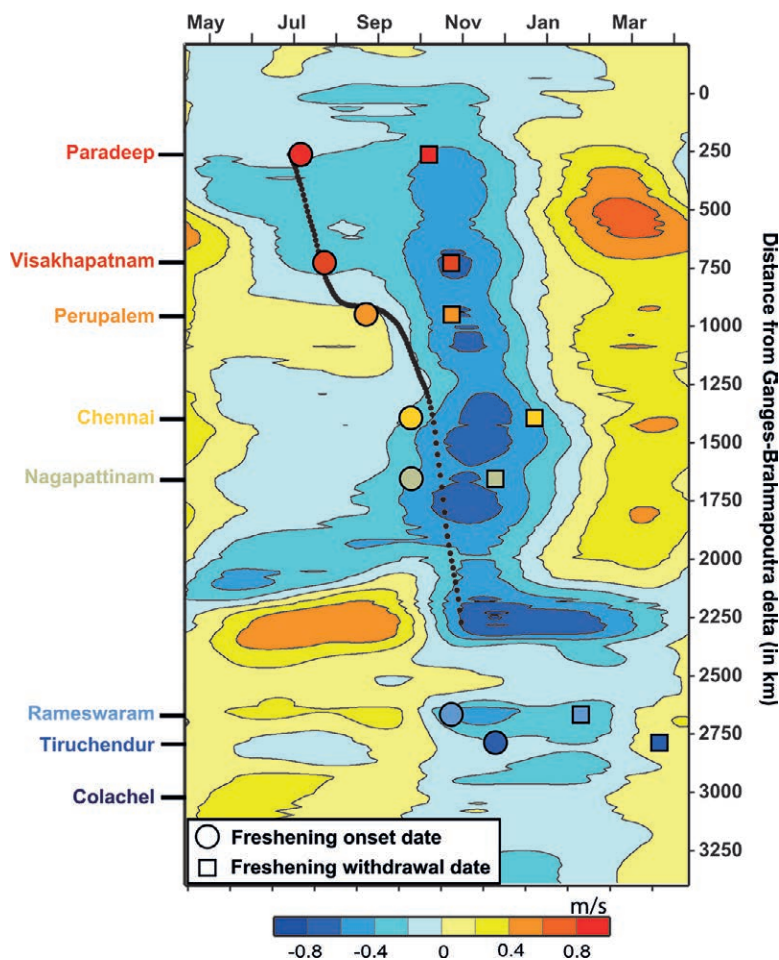 May Jul Sep Nov Jan Mar
0
Paradeep 250
500
Visakhapatnam 750
Perupalem 1000
1250
Chennai
1500
Nagapattinam
1750
2000
2250
2500
Rameswaram
2750
Tiruchendur
Colachel 3000
3250
Distance from Ganges-Brahmapoutra delta (in km)
Freshening onset date
Freshening withdrawal date
m/s
-0.8 -0.4 0 0.4 0.8